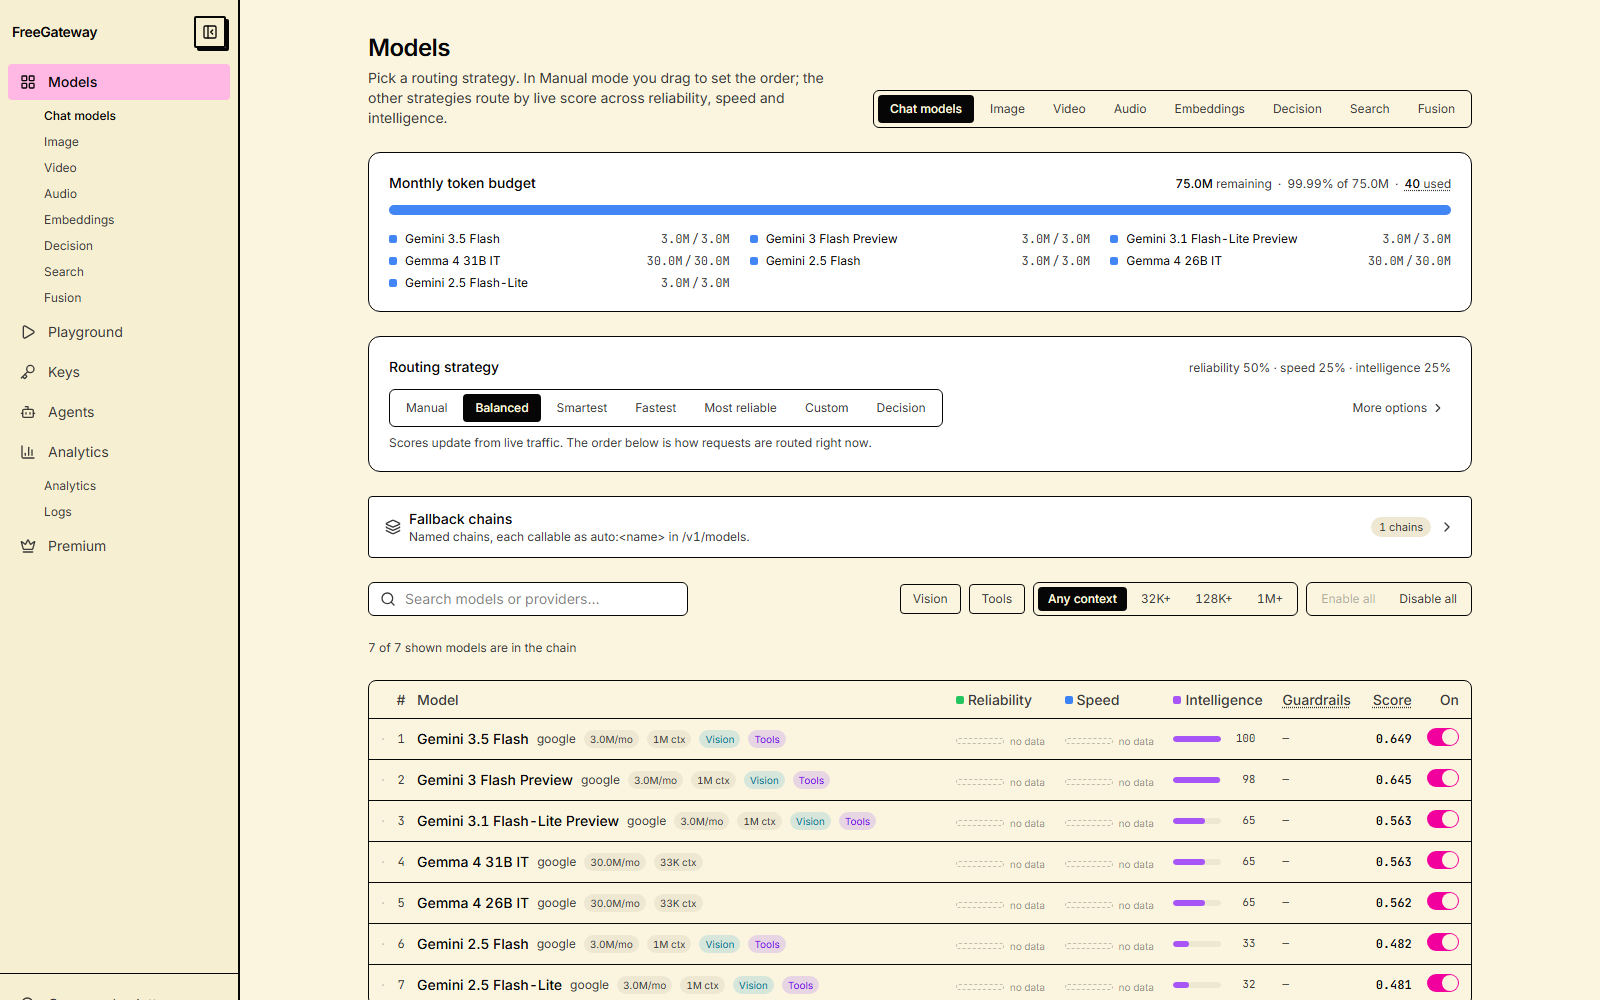 FreeGateway
Models
Chat models
Image
Video
Audio
Embeddings
Decision
Search
Fusion
Playground
Keys
Agents
Analytics
Analytics
Logs
Premium
Models
Pick a routing strategy. In Manual mode you drag to set the order; the
other strategies route by live score across reliability, speed and
intelligence.
Chat models Image Video Audio Embeddings Decision Search Fusion
Monthly token budget 75.0M remaining · 99.99% of 75.0M · 40 used
Gemini 3.5 Flash 3.0M / 3.0M Gemini 3 Flash Preview 3.0M / 3.0M Gemini 3.1 Flash-Lite Preview 3.0M / 3.0M
Gemma 4 31B IT 30.0M / 30.0M Gemini 2.5 Flash 3.0M / 3.0M Gemma 4 26B IT 30.0M / 30.0M
Gemini 2.5 Flash-Lite 3.0M / 3.0M
Routing strategy reliability 50% · speed 25% · intelligence 25%
Manual Balanced Smartest Fastest Most reliable Custom Decision More options
Scores update from live traffic. The order below is how requests are routed right now.
Fallback chains
Named chains, each callable as auto:<name> in /v1/models.
1 chains
Search models or providers... Vision Tools Any context 32K+ 128K+ 1M+ Enable all Disable all
7 of 7 shown models are in the chain
# Model Reliability Speed Intelligence Guardrails Score On
1 Gemini 3.5 Flash google 3.0M/mo 1M ctx Vision Tools no data no data 100 – 0.649
2 Gemini 3 Flash Preview google 3.0M/mo 1M ctx Vision Tools no data no data 98 – 0.645
3 Gemini 3.1 Flash-Lite Preview google 3.0M/mo 1M ctx Vision Tools no data no data 65 – 0.563
4 Gemma 4 31B IT google 30.0M/mo 33K ctx no data no data 65 – 0.563
5 Gemma 4 26B IT google 30.0M/mo 33K ctx no data no data 65 – 0.562
6 Gemini 2.5 Flash google 3.0M/mo 1M ctx Vision Tools no data no data 33 – 0.482
7 Gemini 2.5 Flash-Lite google 3.0M/mo 1M ctx Vision Tools no data no data 32 – 0.481